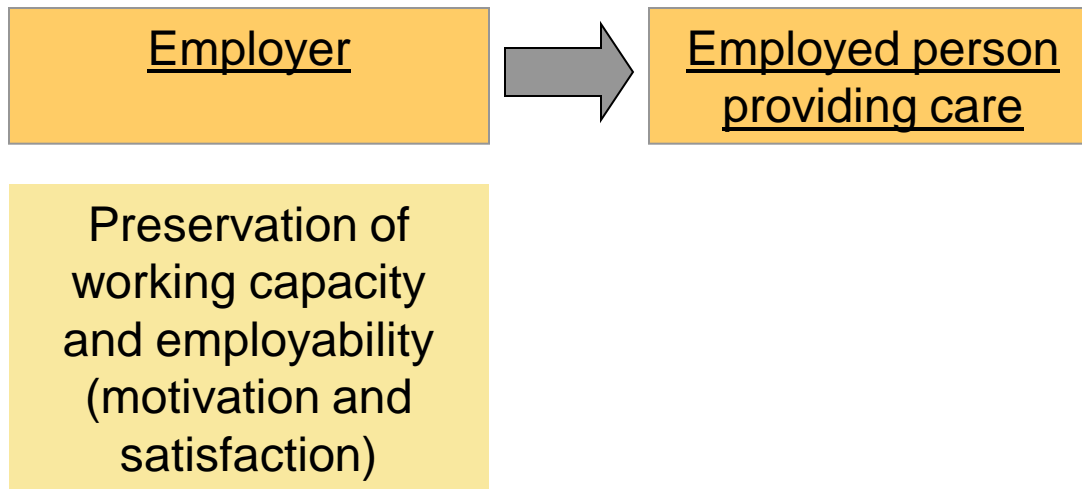 Employer
Employed person
providing care
Preservation of
working capacity
and employability
(motivation and
satisfaction)